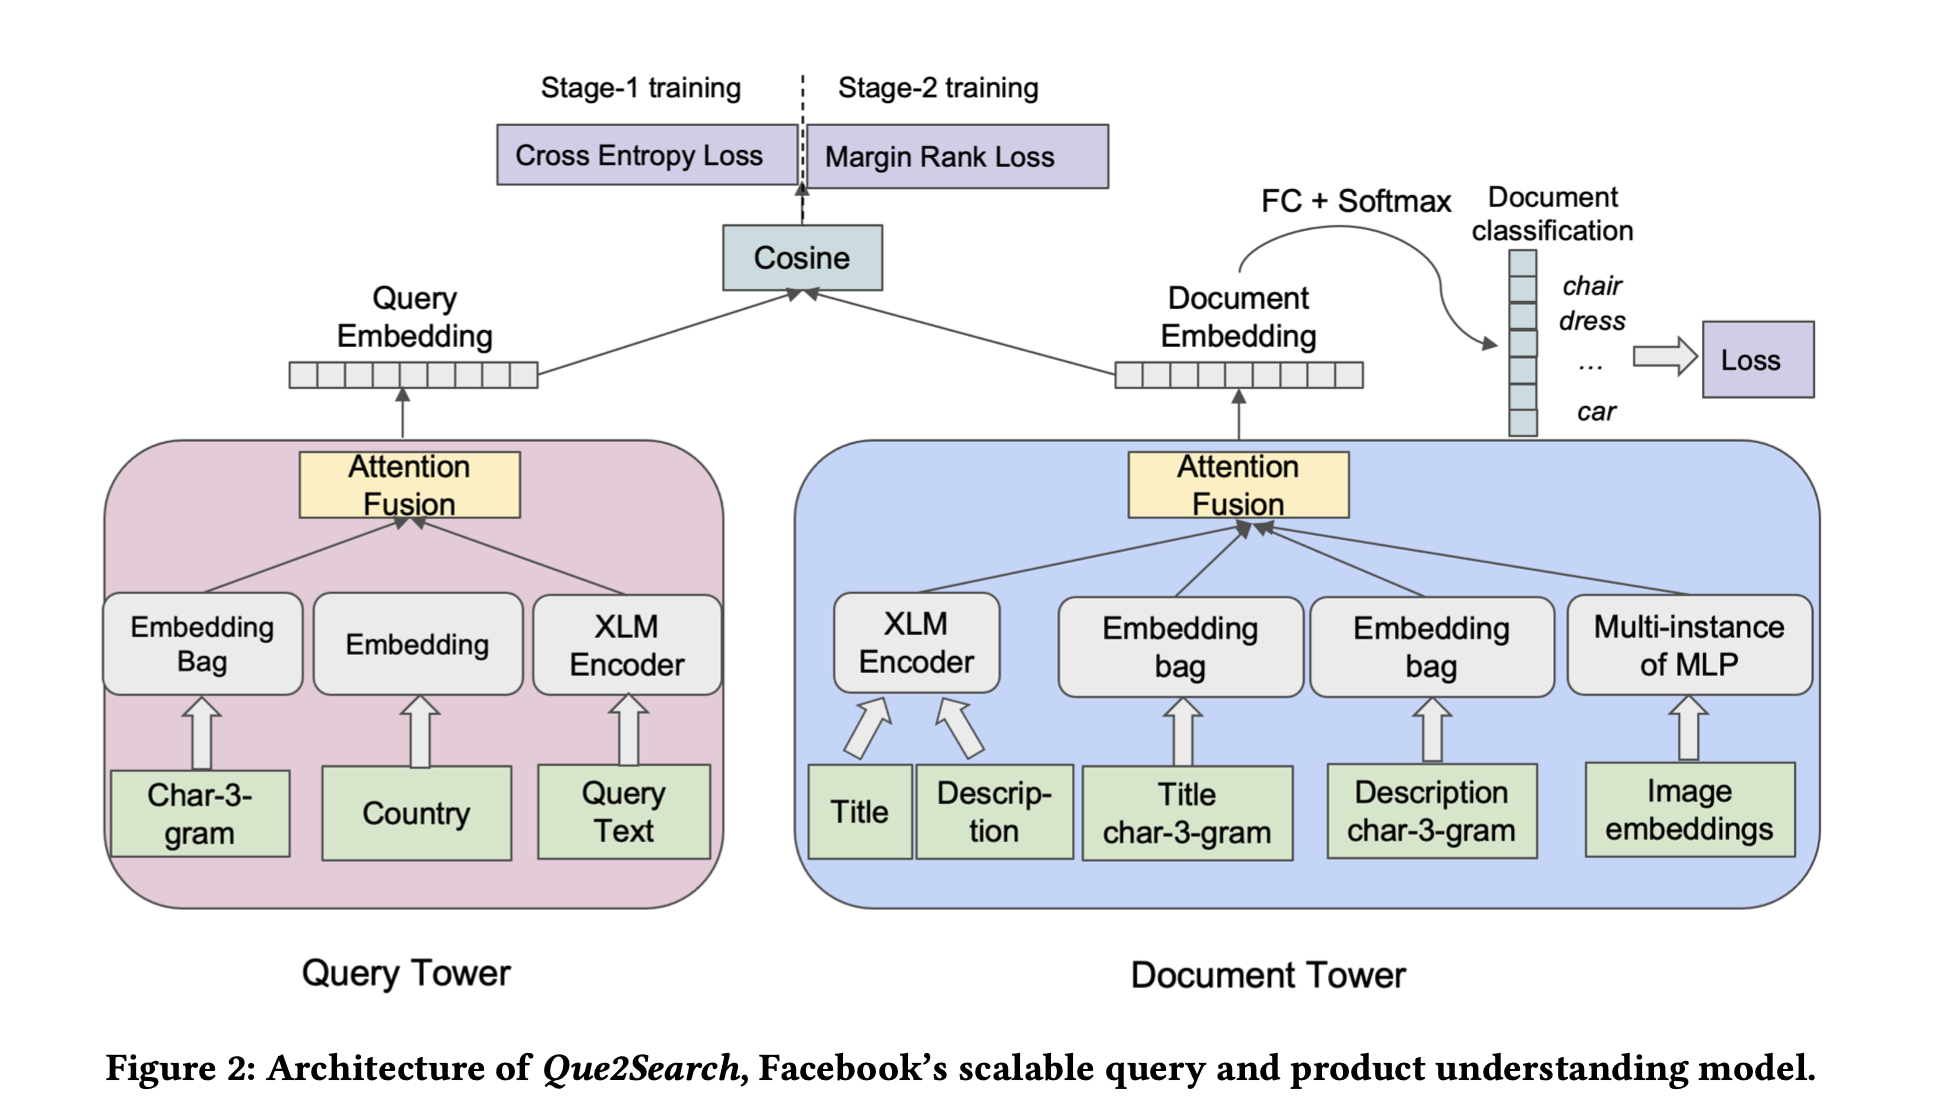 Stage-1 training
Stage-2 training
Cross Entropy Loss
Margin Rank Loss
Cosine
FC + Softmax
Document
classification
chair
dress
...
car
Loss
Query
Embedding
Document
Embedding
Attention
Fusion
Embedding
Bag
Embedding
XLM
Encoder
Char-3-
gram
Country
Query
Text
Query Tower
Attention
Fusion
XLM
Encoder
Embedding
bag
Embedding
bag
Multi-instance
of MLP
Title
Descrip-
tion
Title
char-3-gram
Description
char-3-gram
Image
embeddings
Document Tower
Figure 2: Architecture of Que2Search, Facebook’s scalable query and product understanding model.